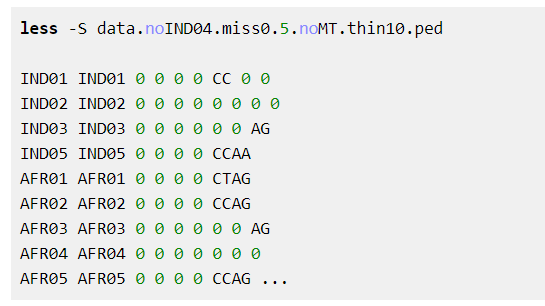 less -S data.noIND04.miss0.5.noMT.thin10.ped
IND01 IND01 0 0 0 0 CC 0 0
IND02 IND02 0 0 0 0 0 0 0 0
IND03 IND03 0 0 0 0 0 0 AG
IND05 IND05 0 0 0 0 CCAA
AFR01 AFR01 0 0 0 0 CTAG
AFR02 AFR02 0 0 0 0 CCAG
AFR03 AFR03 0 0 0 0 0 0 AG
AFR04 AFR04 0 0 0 0 0 0 0
AFR05 AFR05 0 0 0 0 CCAG ...